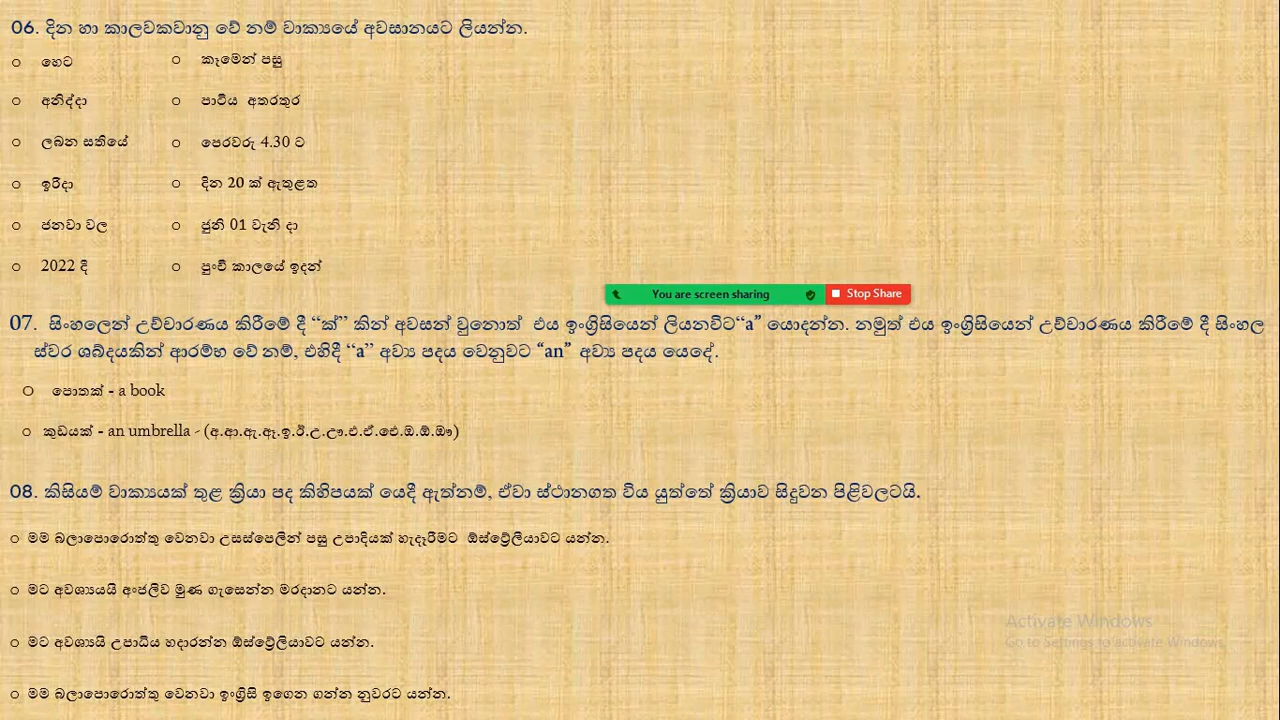 06. දින හා කාලවකවානු වේ නම් වාක්‍යයේ අවසානයට ලියන්න.
○ හෙට ○ කෑමෙන් පසු
○ අනිද්දා ○ පාටිය අතරතුර
○ ලබන සතියේ ○ පෙරවරු 4.30 ට
○ ඉරිදා ○ දින 20 ක් ඇතුළත
○ ජනවා වල ○ ජුනි 01 වැනි දා
○ 2022 දී ○ පුංචි කාලයේ ඉඳන්
You are screen sharing Stop Share
07. සිංහලෙන් උච්චාරණය කිරීමේ දී “ක්” කින් අවසන් වුනොත් එය ඉංග්‍රිසියෙන් ලියනවිට“a” යොදන්න. නමුත් එය ඉංග්‍රිසියෙන් උච්චාරණය කිරීමේ දී සිංහල
ස්වර ශබ්දයකින් ආරම්භ වේ නම්, එහිදී “a” අව්‍ය පදය වෙනුවට “an” අව්‍ය පදය යෙදේ.
○ පොතක් - a book
○ කුඩයක් - an umbrella - (අ.ආ.ඇ.ඈ.ඉ.ඊ.උ.ඌ.එ.ඒ.ඓ.ඔ.ඕ.ඖ)
08. කිසියම් වාක්‍යයක් තුළ ක්‍රියා පද කිහිපයක් යෙදී ඇත්නම්, ඒවා ස්ථානගත විය යුත්තේ ක්‍රියාව සිදුවන පිළිවලටයි.
○ මම බලාපොරොත්තු වෙනවා උසස්පෙලින් පසු උපාදියක් හැදෑරීමට ඕස්ට්‍රේලියාවට යන්න.
○ මට අවශ්‍යයයි අංජලීව මුණ ගැසෙන්න මරදානට යන්න.
○ මට අවශ්‍යයි උපාධිය හදාරන්න ඕස්ට්‍රේලියාවට යන්න.
○ මම බලාපොරොත්තු වෙනවා ඉංග්‍රිසි ඉගෙන ගන්න නුවරට යන්න.
Activate Windows
Go to Settings to activate Windows.